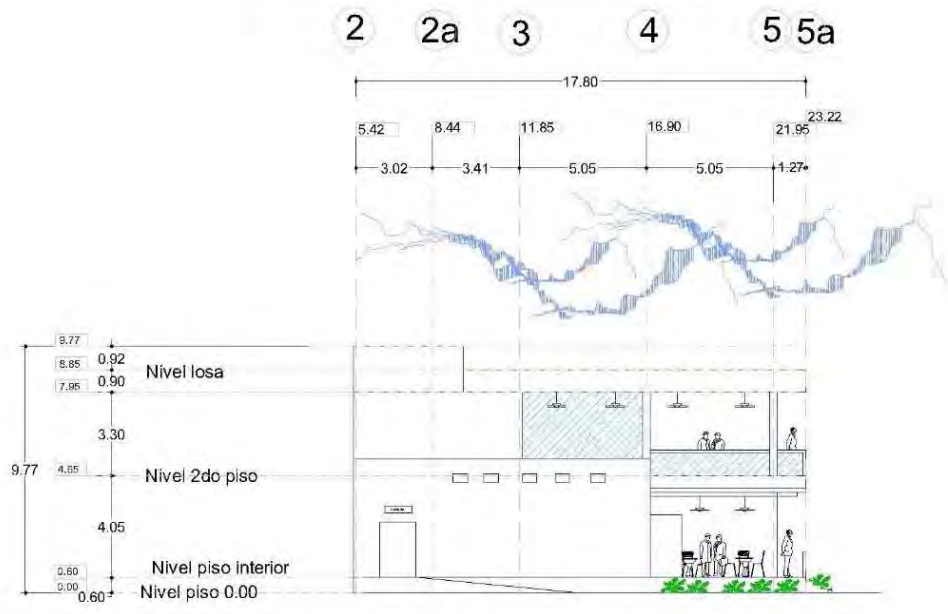 2 2a 3 4 5 5a
17.80
5.42 8.44 11.85 16.90 21.95 23.22
3.02 3.41 5.05 5.05 1.27
9.77
8.85 0.92
Nivel losa
7.95 0.90
3.30
9.77 4.65 Nivel 2do piso
4.05
0.60 Nivel piso interior
0.00 0.60 Nivel piso 0.00